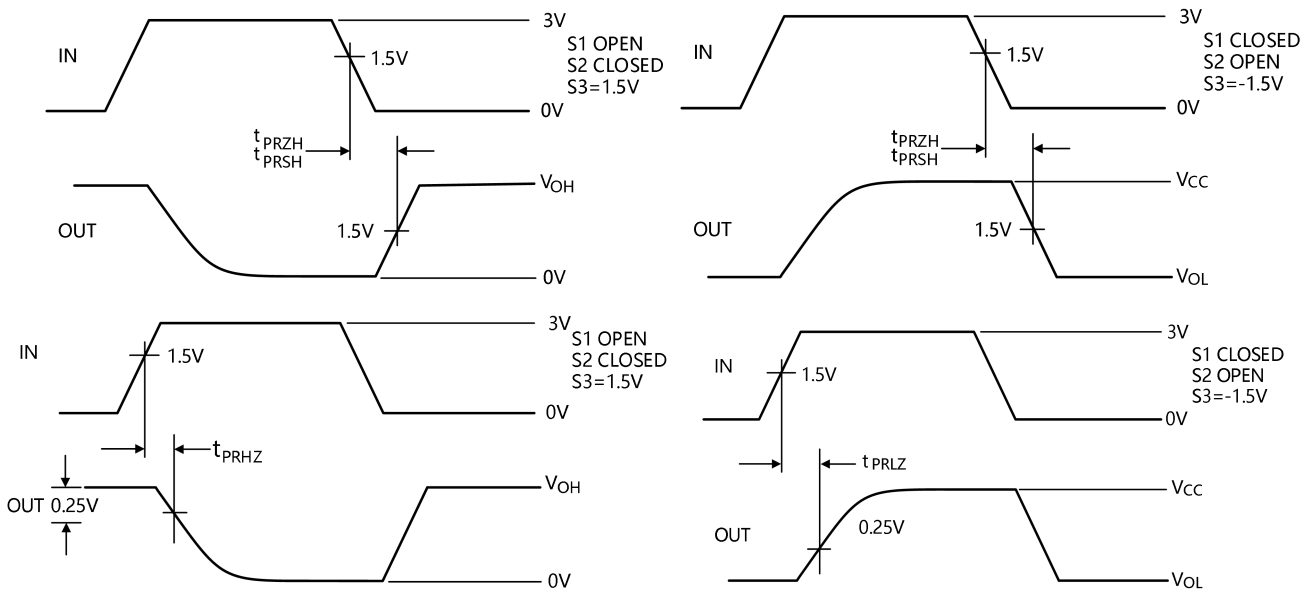 3V
IN
1.5V
S1 OPEN
S2 CLOSED
S3=1.5V
0V
tPRZH
tPRSH
VOH
OUT
1.5V
0V
3V
IN
1.5V
S1 CLOSED
S2 OPEN
S3=-1.5V
0V
tPRZH
tPRSH
VCC
OUT
1.5V
VOL
3V
IN
1.5V
S1 OPEN
S2 CLOSED
S3=1.5V
0V
tPRHZ
OUT 0.25V
VOH
0V
3V
IN
1.5V
S1 CLOSED
S2 OPEN
S3=-1.5V
0V
tPRLZ
VCC
0.25V
OUT
VOL